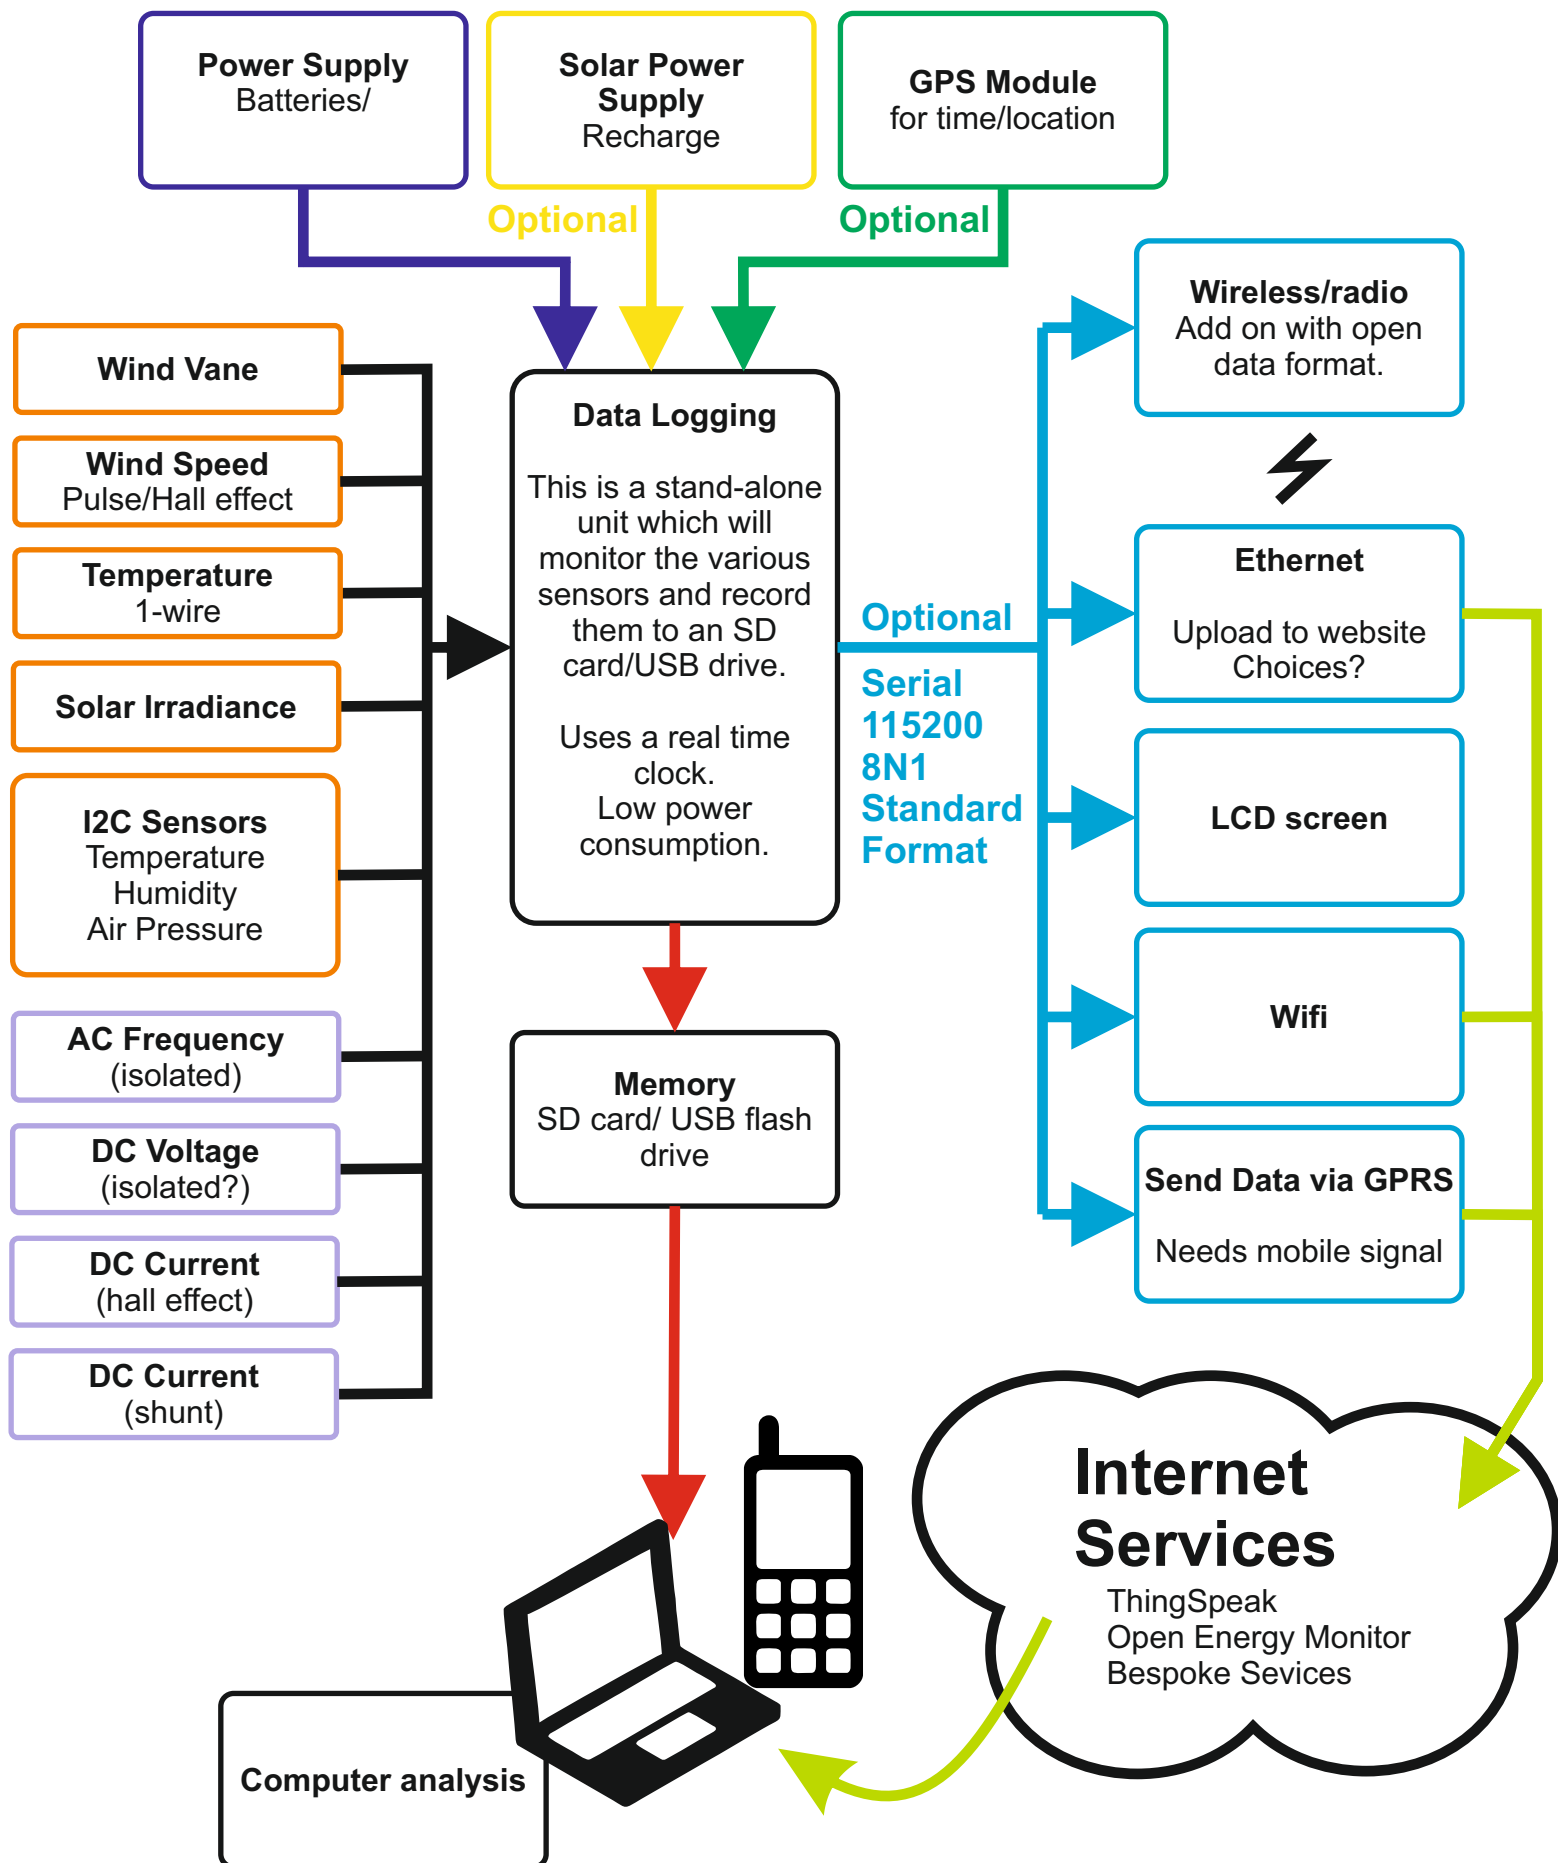 Power Supply
Batteries/
Solar Power
Supply
Recharge
GPS Module
for time/location
Optional
Optional
Wind Vane
Wind Speed
Pulse/Hall effect
Temperature
1-wire
Solar Irradiance
I2C Sensors
Temperature
Humidity
Air Pressure
AC Frequency
(isolated)
DC Voltage
(isolated?)
DC Current
(hall effect)
DC Current
(shunt)
Data Logging
This is a stand-alone
unit which will
monitor the various
sensors and record
them to an SD
card/USB drive.
Uses a real time
clock.
Low power
consumption.
Memory
SD card/ USB flash
drive
Optional
Serial
115200
8N1
Standard
Format
Wireless/radio
Add on with open
data format.
Ethernet
Upload to website
Choices?
LCD screen
Wifi
Send Data via GPRS
Needs mobile signal
Internet
Services
ThingSpeak
Open Energy Monitor
Bespoke Sevices
Computer analysis